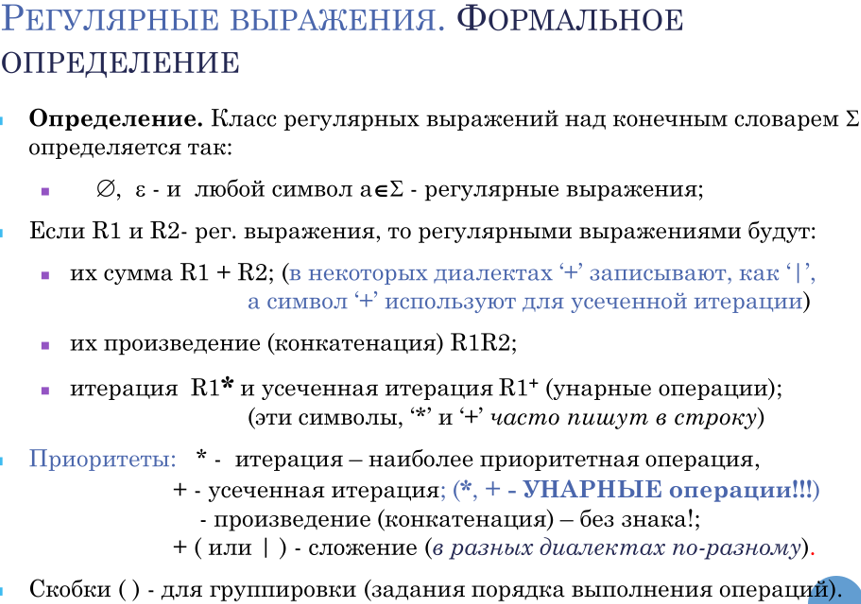 Регулярные выражения. Формальное
определение
Определение. Класс регулярных выражений над конечным словарем Σ
определяется так:
∅, ε - и любой символ a∈Σ - регулярные выражения;
Если R1 и R2- рег. выражения, то регулярными выражениями будут:
их сумма R1 + R2; (в некоторых диалектах ‘+’ записывают, как ‘|’,
а символ ‘+’ используют для усеченной итерации)
их произведение (конкатенация) R1R2;
итерация R1* и усеченная итерация R1⁺ (унарные операции);
(эти символы, ‘*’ и ‘+’ часто пишут в строку)
Приоритеты: * - итерация – наиболее приоритетная операция,
+ - усеченная итерация; (*, + - УНАРНЫЕ операции!!!)
- произведение (конкатенация) – без знака!;
+ ( или | ) - сложение (в разных диалектах по-разному).
Скобки ( ) - для группировки (задания порядка выполнения операций).